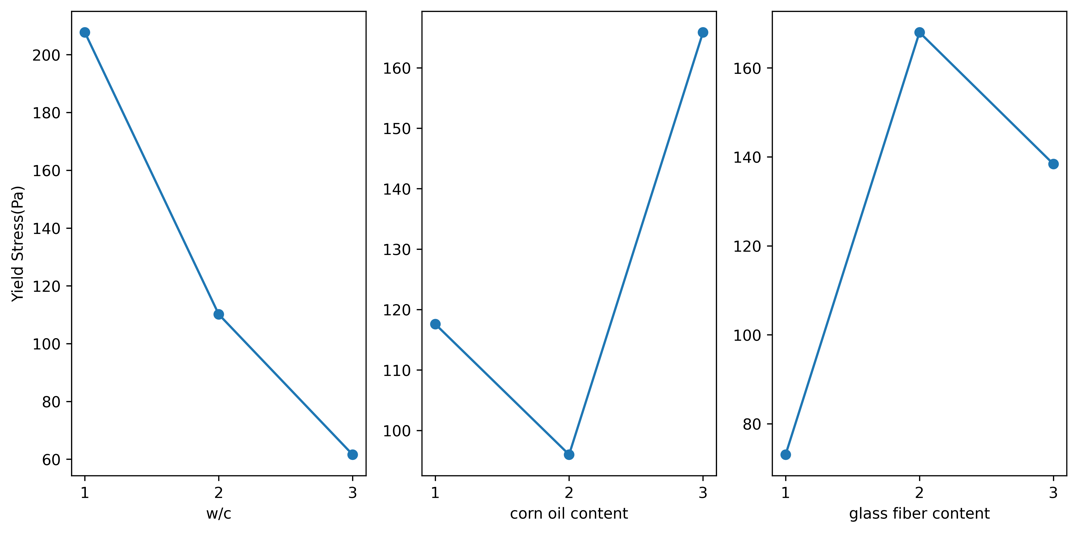 Yield Stress(Pa)
200
180
160
140
120
100
80
60
1 2 3
w/c
160
150
140
130
120
110
100
1 2 3
corn oil content
160
140
120
100
80
1 2 3
glass fiber content